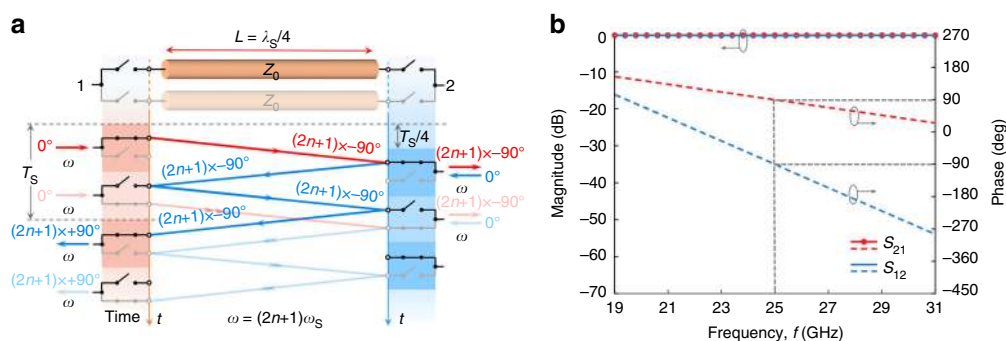 a
L = λS/4
1
Z0
Z0
2
TS
TS/4
0°
ω
(2n+1)×−90°
(2n+1)×−90°
ω
0°
(2n+1)×−90°
0°
ω
(2n+1)×−90°
(2n+1)×−90°
ω
0°
(2n+1)×−90°
(2n+1)×+90°
ω
(2n+1)×+90°
ω
Time
t
ω = (2n+1)ωS
t
b
Magnitude (dB)
0
−10
−20
−30
−40
−50
−60
−70
270
180
90
0
−90
−180
−270
−360
−450
Phase (deg)
S21
S12
19
21
23
25
27
29
31
Frequency, f (GHz)